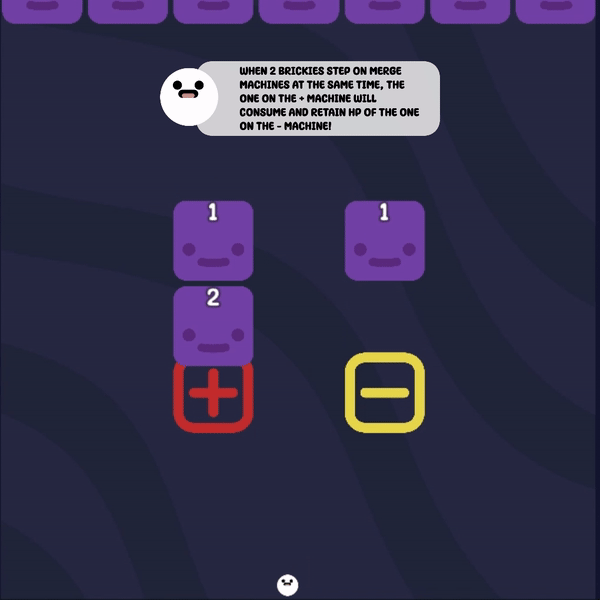 WHEN 2 BRICKIES STEP ON MERGE
MACHINES AT THE SAME TIME, THE
ONE ON THE + MACHINE WILL
CONSUME AND RETAIN HP OF THE ONE
ON THE - MACHINE!
1 1
2